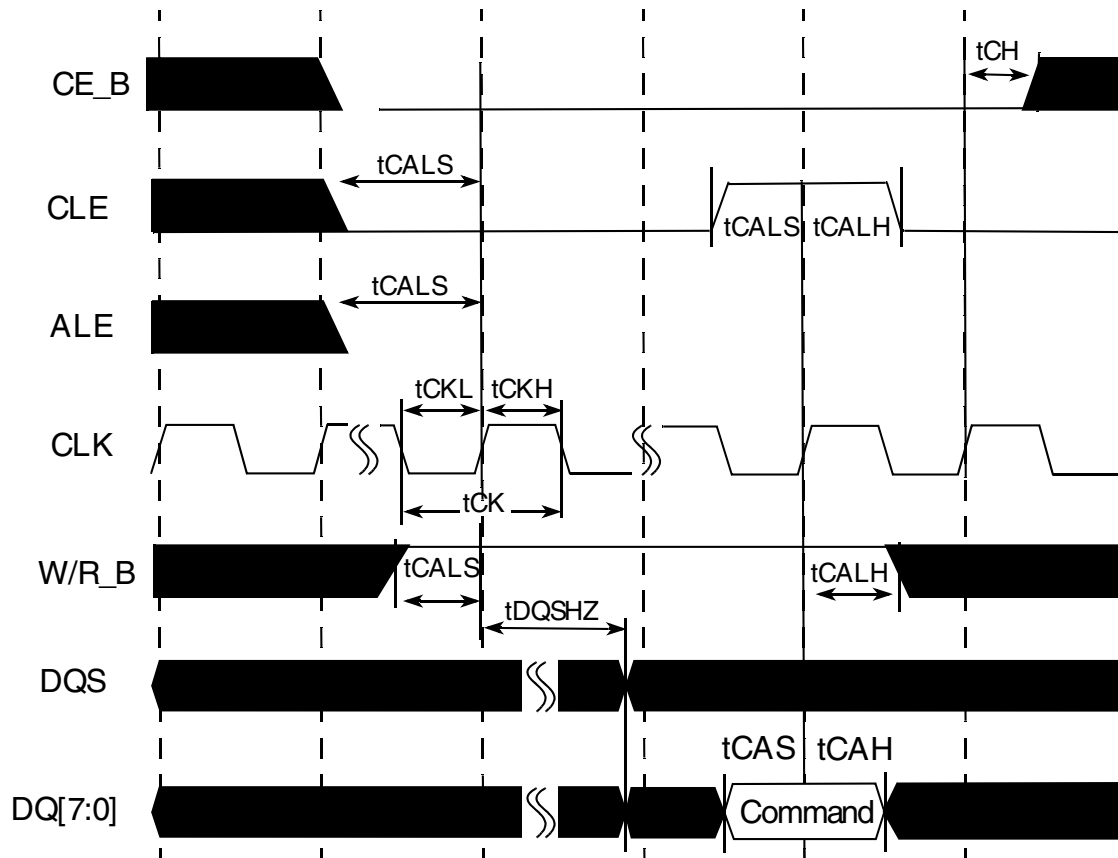 tCH
CE_B
tCALS
CLE
tCALS tCALH
tCALS
ALE
tCKL tCKH
CLK
tCK
W/R_B
tCALS
tCALH
tDQSHZ
DQS
tCAS tCAH
DQ[7:0]
Command